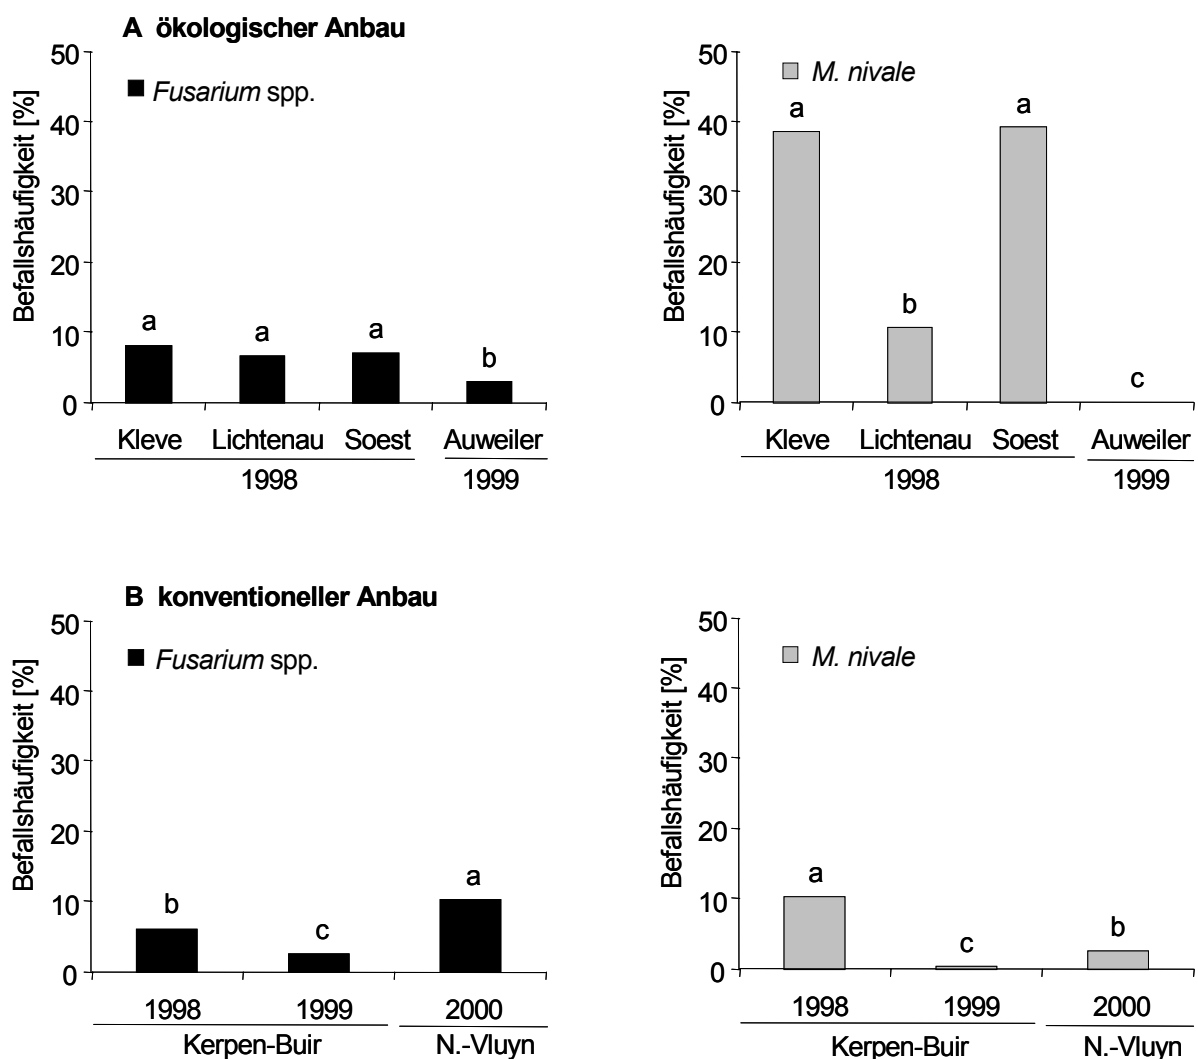 A ökologischer Anbau
Befallshäufigkeit [%]
50
40
30
20
10
0
Fusarium spp.
a
a
a
b
Kleve Lichtenau Soest Auweiler
1998 1999
Befallshäufigkeit [%]
50
40
30
20
10
0
M. nivale
a
b
a
c
Kleve Lichtenau Soest Auweiler
1998 1999
B konventioneller Anbau
Befallshäufigkeit [%]
50
40
30
20
10
0
Fusarium spp.
b
c
a
1998 1999 2000
Kerpen-Buir N.-Vluyn
Befallshäufigkeit [%]
50
40
30
20
10
0
M. nivale
a
c
b
1998 1999 2000
Kerpen-Buir N.-Vluyn